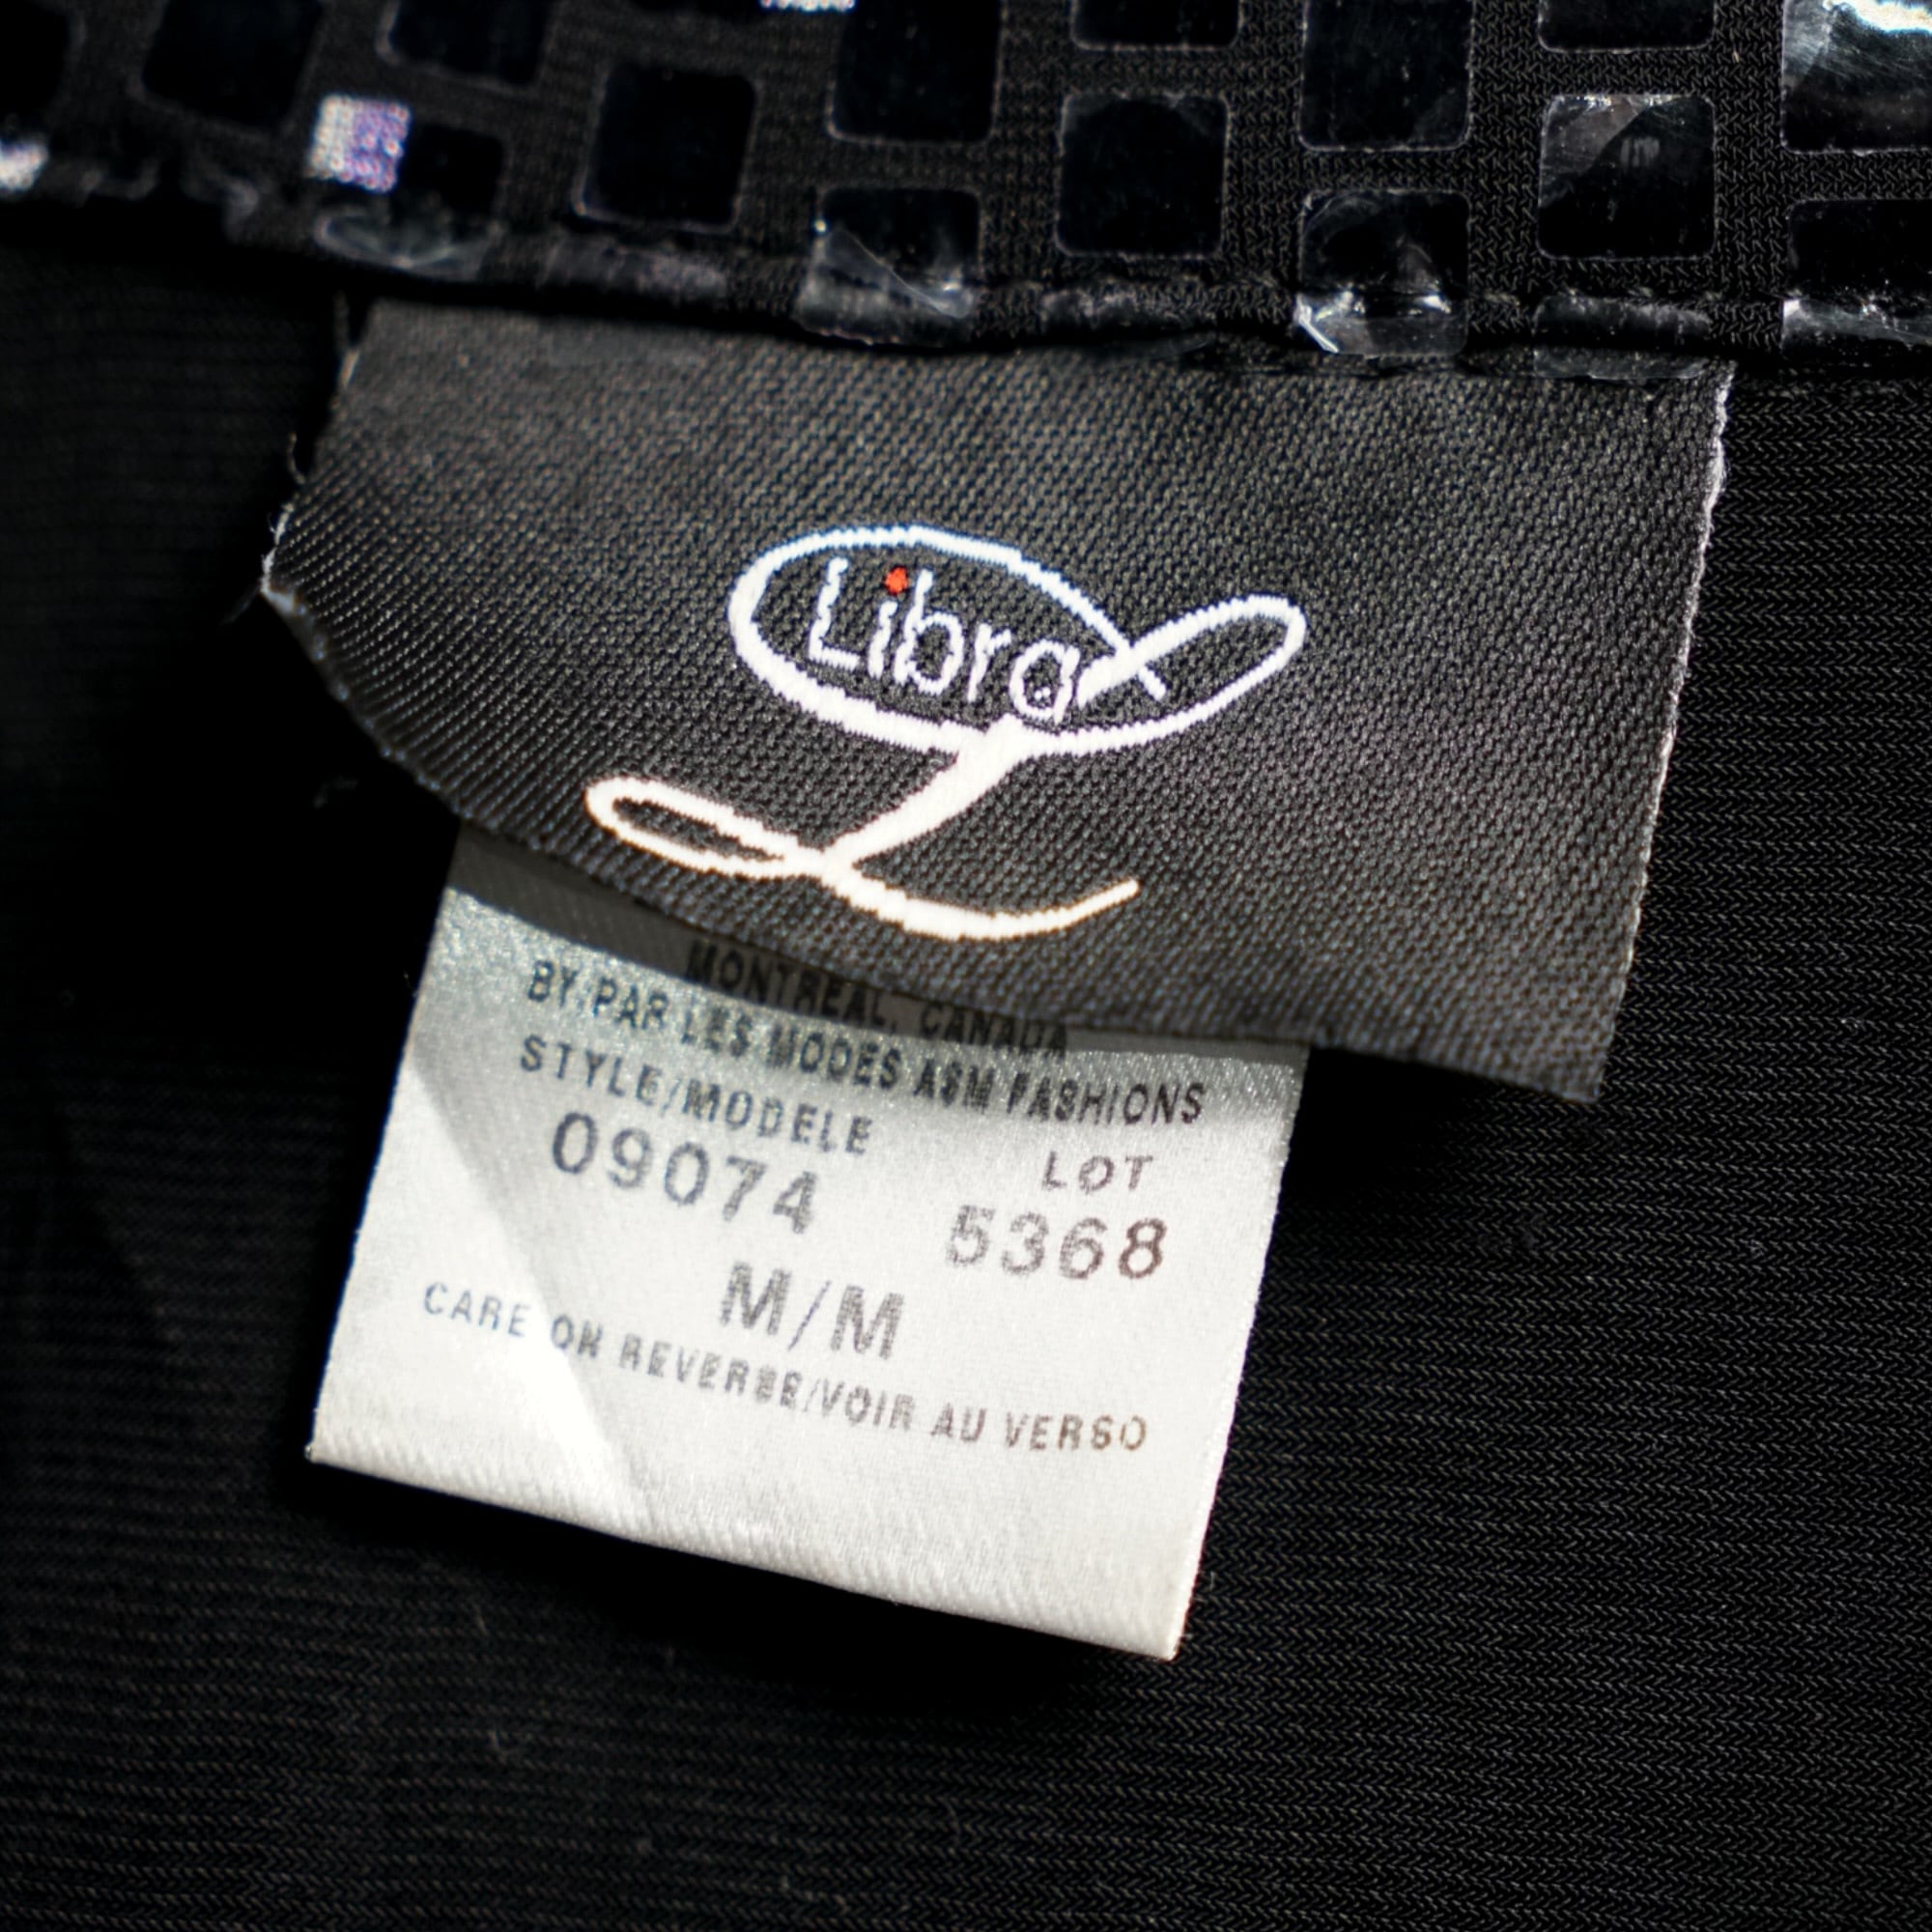 Libra
MONTREAL, CANADA
BY/PAR LES MODES ASM FASHIONS
STYLE/MODELE
LOT
09074
5368
M/M
CARE ON REVERSE/VOIR AU VERSO